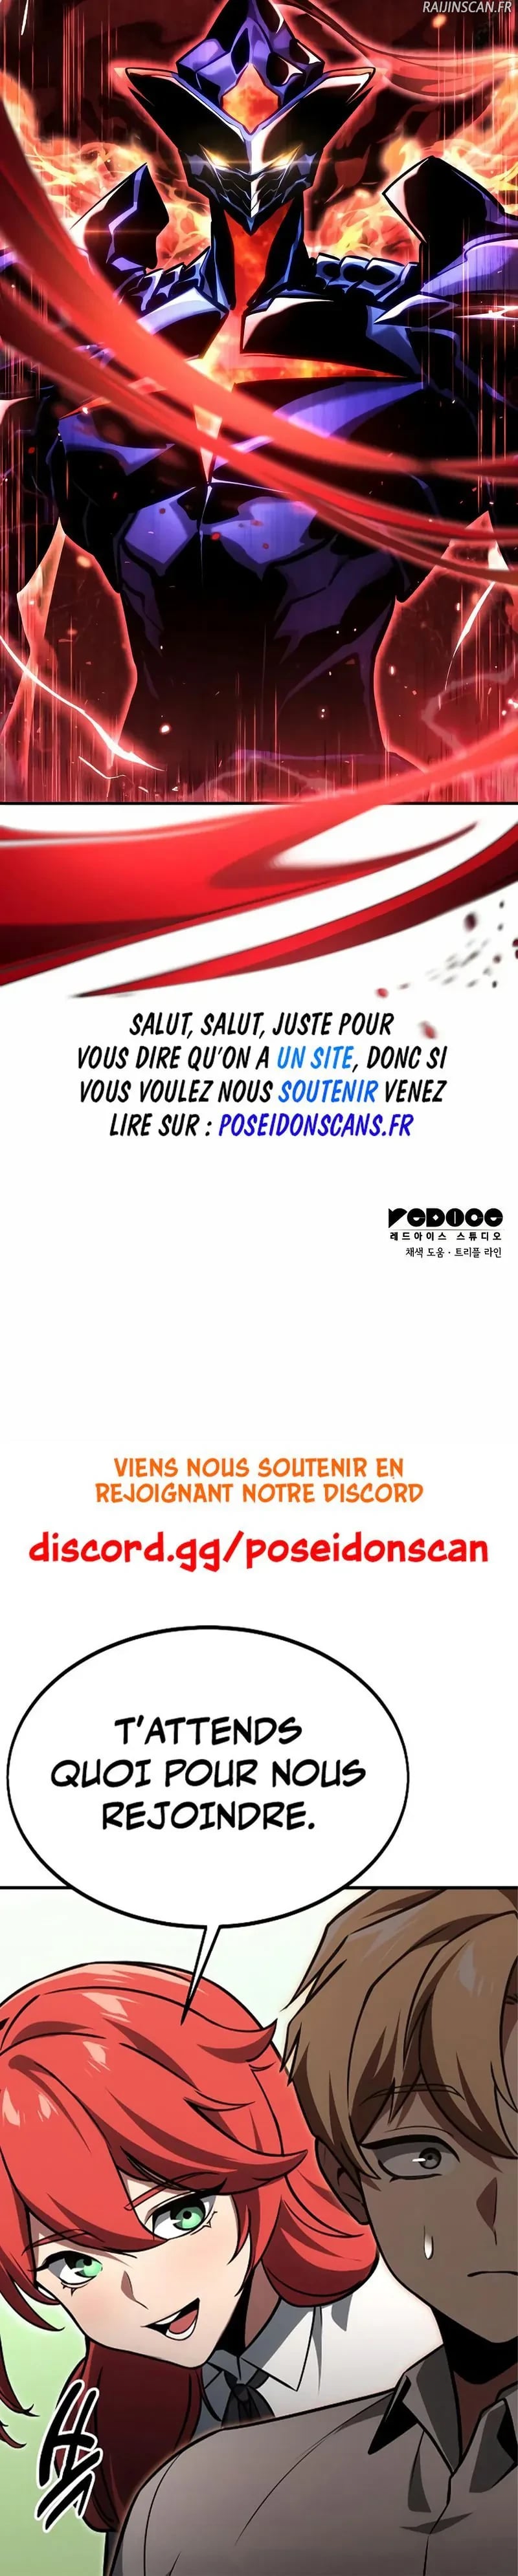 RAIJINSCAN.FR
SALUT, SALUT, JUSTE POUR
VOUS DIRE QU'ON A UN SITE, DONC SI
VOUS VOULEZ NOUS SOUTENIR VENEZ
LIRE SUR : POSEIDONSCANS.FR
REDICE
레드아이스 스튜디오
채색 도움 · 트리플 라인
VIENS NOUS SOUTENIR EN
REJOIGNANT NOTRE DISCORD
discord.gg/poseidonscan
T'ATTENDS
QUOI POUR NOUS
REJOINDRE.